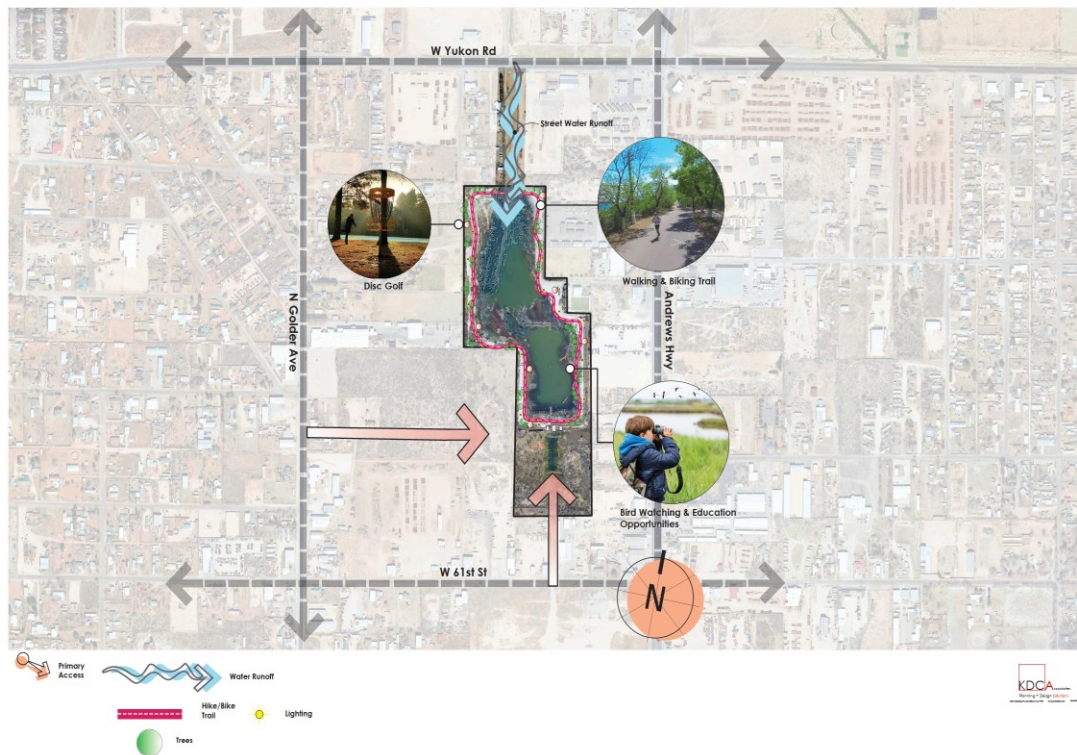 W Yukon Rd
Street Water Runoff
Disc Golf
Walking & Biking Trail
N Golder Ave
Andrews Hwy
Bird Watching & Education
Opportunities
W 61st St
N
Primary
Access
Water Runoff
Hike/Bike
Trail
Lighting
Trees
KDCA
Planning + Design Solutions